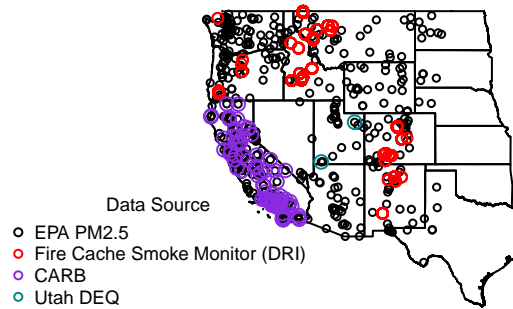 Data Source
EPA PM2.5
Fire Cache Smoke Monitor (DRI)
CARB
Utah DEQ